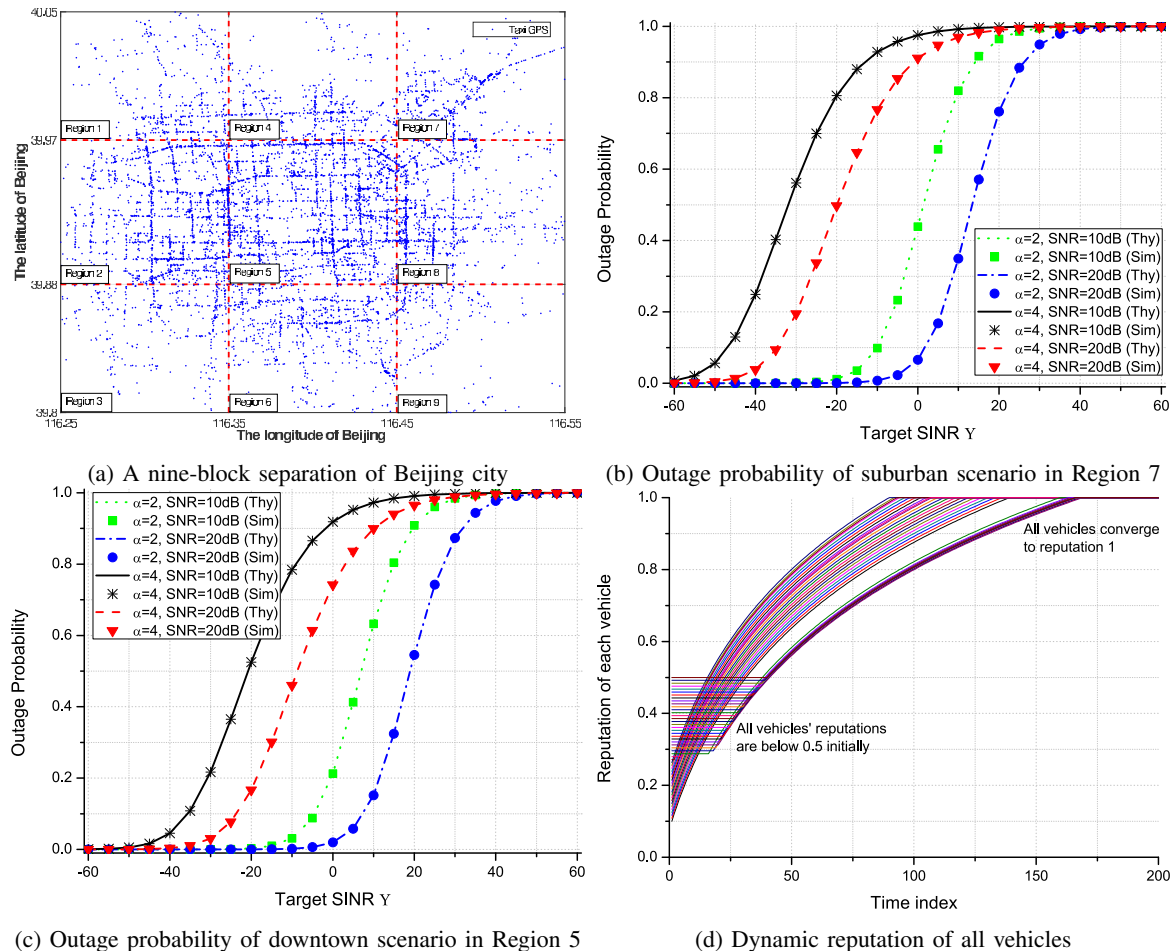 40.05
Taxi GPS
Region 1
Region 4
Region 7
39.97
The latitude of Beijing
Region 2
Region 5
Region 8
39.88
Region 3
Region 6
Region 9
39.8
116.25
116.35
116.45
116.55
The longitude of Beijing
(a) A nine-block separation of Beijing city
1.0
0.8
0.6
0.4
0.2
0.0
Outage Probability
α=2, SNR=10dB (Thy)
α=2, SNR=10dB (Sim)
α=2, SNR=20dB (Thy)
α=2, SNR=20dB (Sim)
α=4, SNR=10dB (Thy)
α=4, SNR=10dB (Sim)
α=4, SNR=20dB (Thy)
α=4, SNR=20dB (Sim)
-60 -40 -20 0 20 40 60
Target SINR Υ
(b) Outage probability of suburban scenario in Region 7
1.0
0.8
0.6
0.4
0.2
0.0
Outage Probability
α=2, SNR=10dB (Thy)
α=2, SNR=10dB (Sim)
α=2, SNR=20dB (Thy)
α=2, SNR=20dB (Sim)
α=4, SNR=10dB (Thy)
α=4, SNR=10dB (Sim)
α=4, SNR=20dB (Thy)
α=4, SNR=20dB (Sim)
-60 -40 -20 0 20 40 60
Target SINR Υ
(c) Outage probability of downtown scenario in Region 5
1.0
0.8
0.6
0.4
0.2
0.0
Reputation of each vehicle
All vehicles converge
to reputation 1
All vehicles' reputations
are below 0.5 initially
0 50 100 150 200
Time index
(d) Dynamic reputation of all vehicles